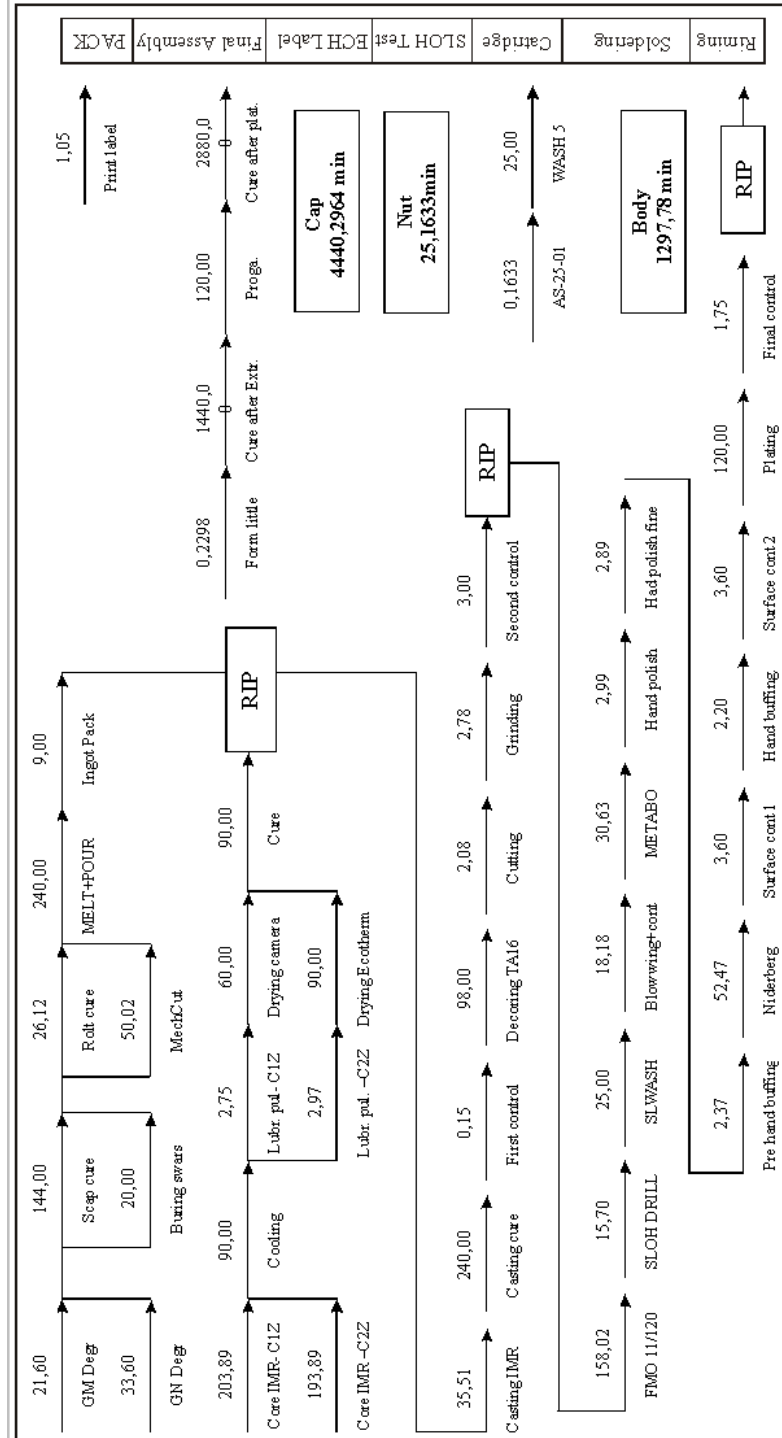 21,60
144,00
26,12
240,00
9,00
1,05
GM Degr
Scap cure
Rolt cure
MELT+POUR
Ingot Pack
Print label
PACK
33,60
20,00
50,02
GN Degr
Buring swars
MechCut
203,89
90,00
2,75
60,00
90,00
RIP
0,2298
1440,0
120,00
2880,0
0
0
Core IMR- C1Z
Cooling
Lubr. pul- C1Z
Drying camera
Cure
Form little
Cure after Extr.
Proga.
Cure after plat.
Final Assembly
193,89
2,97
90,00
Cap
4440,2964 min
ECH Label
Core IMR –C2Z
Lubr. pul. –C2Z
Drying Ecotherm
Nut
25,1633min
SLOH Test
35,51
240,00
0,15
98,00
2,08
2,78
3,00
RIP
0,1633
25,00
Casting IMR
Casting cure
First control
Decoring TA16
Cutting
Grinding
Second control
AS-25-01
WASH 5
Catridge
158,02
15,70
25,00
18,18
30,63
2,99
2,89
Body
1297,78 min
FMO 11/120
SLOH DRILL
SLWASH
Blowwing+cont
METABO
Hand polish
Had polish fine
Soldering
2,37
52,47
3,60
2,20
3,60
120,00
1,75
RIP
Pre hand buffing
Niderberg
Surface cont 1
Hand buffing
Surface cont 2
Plating
Final control
Riming